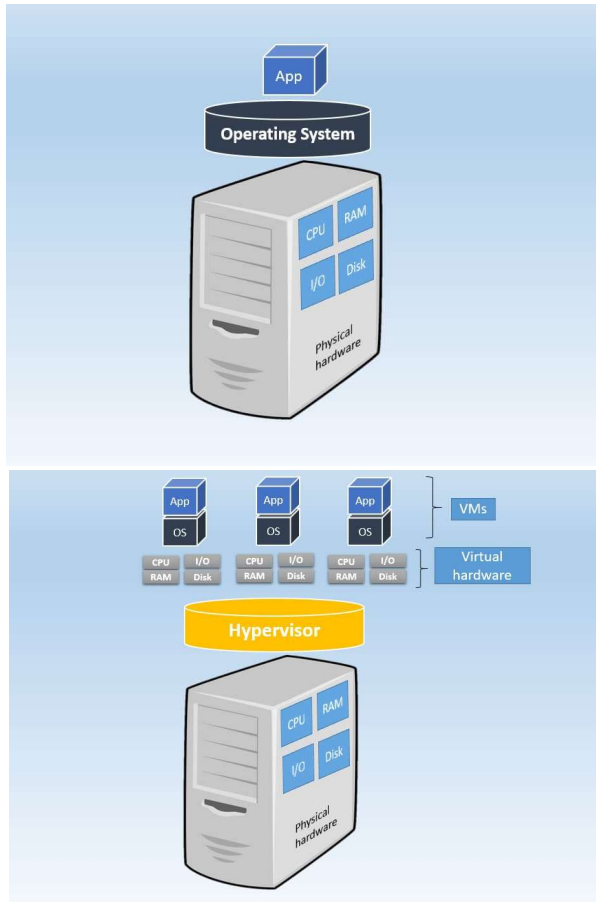 App
Operating System
CPU
RAM
I/O
Disk
Physical
hardware
App
App
App
VMs
OS
OS
OS
CPU
I/O
CPU
I/O
CPU
I/O
RAM
Disk
RAM
Disk
RAM
Disk
Virtual
hardware
Hypervisor
CPU
RAM
I/O
Disk
Physical
hardware